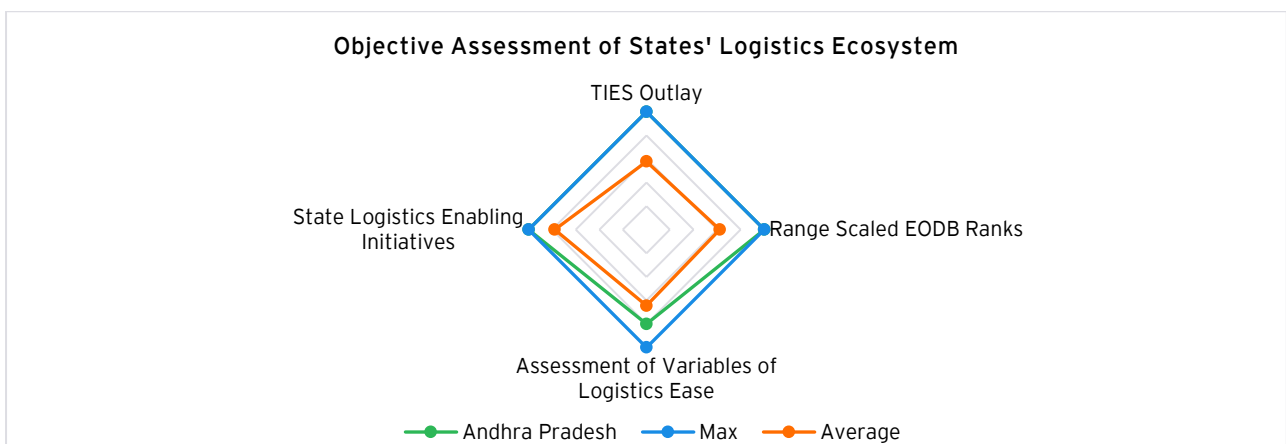 Objective Assessment of States' Logistics Ecosystem
TIES Outlay
State Logistics Enabling
Initiatives
Range Scaled EODB Ranks
Assessment of Variables of
Logistics Ease
Andhra Pradesh
Max
Average